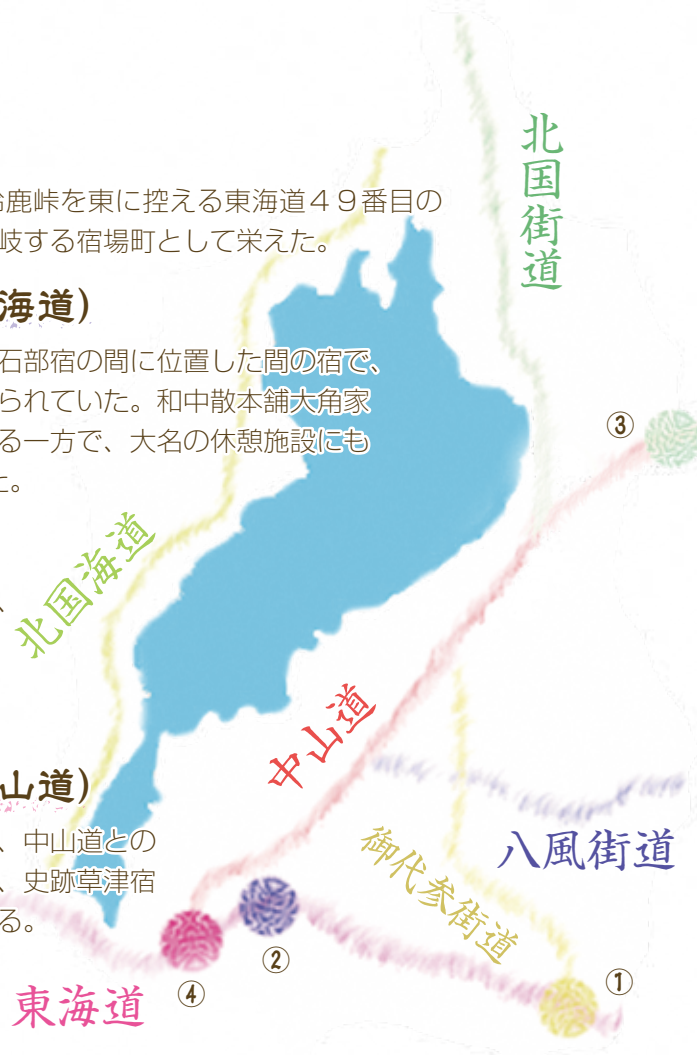 鹿峠を東に控える東海道４９番目の
岐する宿場町として栄えた。
海道)
石部宿の間に位置した間の宿で、
られていた。和中散本舗大角家
る一方で、大名の休憩施設にも
た。
、
山道)
、中山道との
、史跡草津宿
る。
北国街道
③
北国海道
中山道
八風街道
御代参街道
②
①
④
東海道